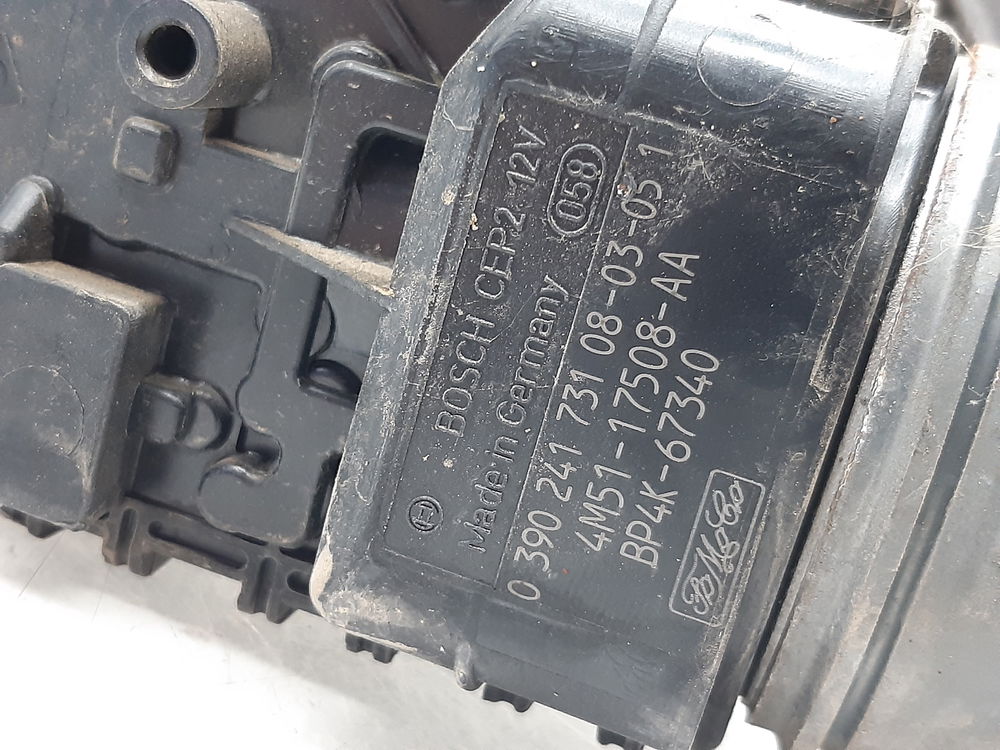 BOSCH CEP2 12V
Made in Germany 058
0 390 241 731 08-03-05 1
4M51-17508-AA
BP4K-67340